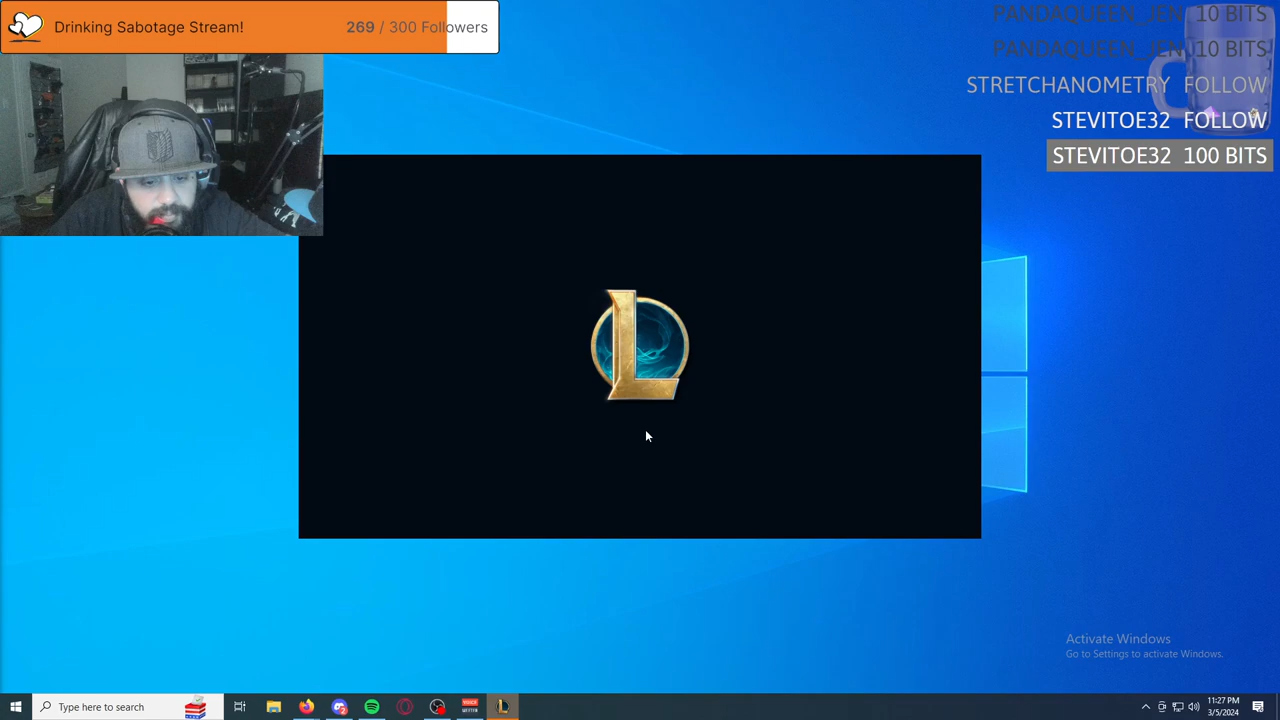 Drinking Sabotage Stream!
269 / 300 Followers
PANDAQUEEN_JEN 10 BITS
PANDAQUEEN_JEN 10 BITS
STRETCHANOMETRY FOLLOW
STEVITOE32 FOLLOW
STEVITOE32 100 BITS
L
Activate Windows
Go to Settings to activate Windows.
Type here to search
11:27 PM
3/5/2024